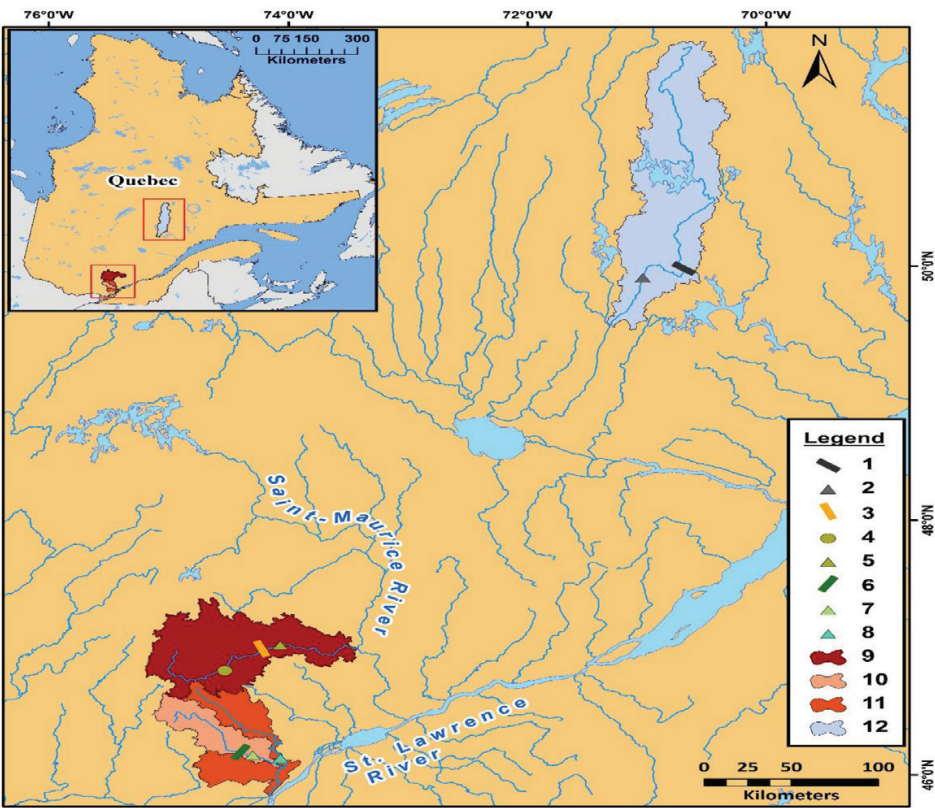 76°0'W 74°0'W 72°0'W 70°0'W
0 75 150 300
Kilometers
Quebec
N
50°0'N
Legend
1
2
3
4
5
6
7
8
9
10
11
12
48°0'N
Saint-Maurice River
St. Lawrence
River
46°0'N
0 25 50 100
Kilometers